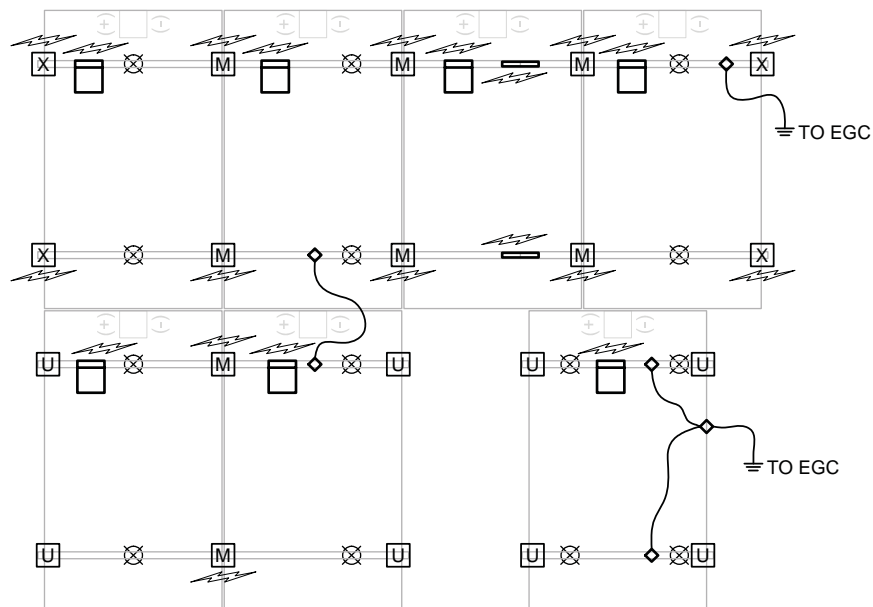 (+) (-) (+) (-) (+) (-) (+) (-)
X M M M X
TO EGC
X M M M X
(+) (-) (+) (-) (+) (-)
U M U U U
TO EGC
U M U U U